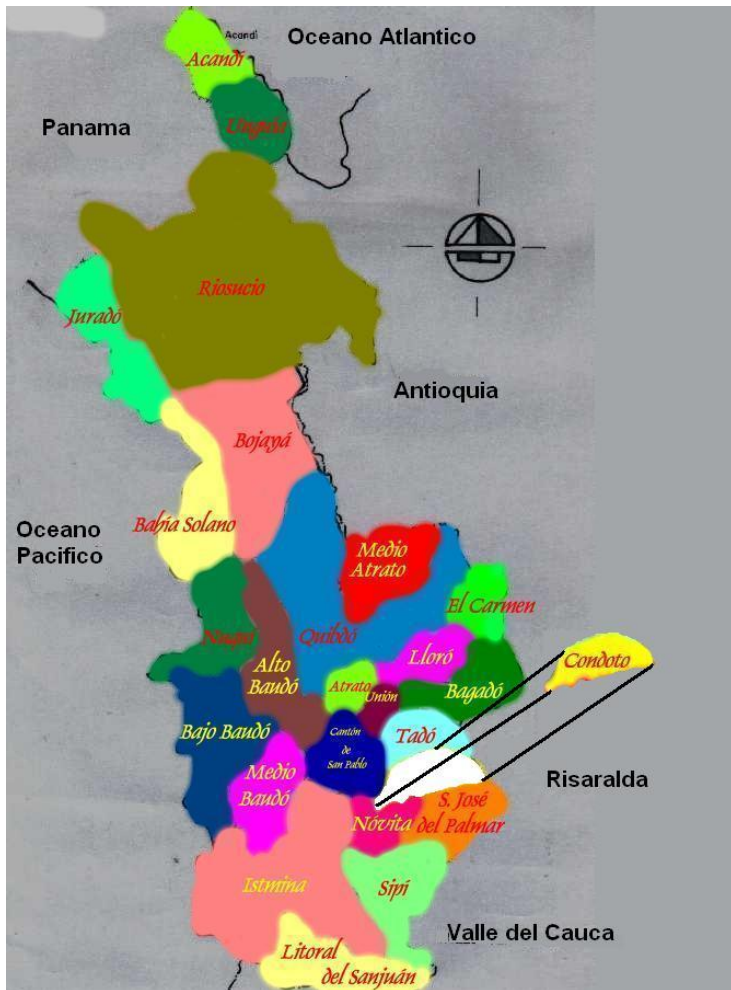 Acandí
Oceano Atlantico
Acandí
Panama
Unguía
Riosucio
Juradó
Antioquia
Bojayá
Bahía Solano
Oceano
Pacifico
Medio
Atrato
El Carmen
Nuquí
Quibdó
Alto
Baudó
Lloró
Condoto
Atrato
Unión
Bagadó
Bajo Baudó
Cantón
de
San Pablo
Tadó
Medio
Baudó
Risaralda
S. José
del Palmar
Nóvita
Istmina
Sipí
Valle del Cauca
Litoral
del Sanjuán